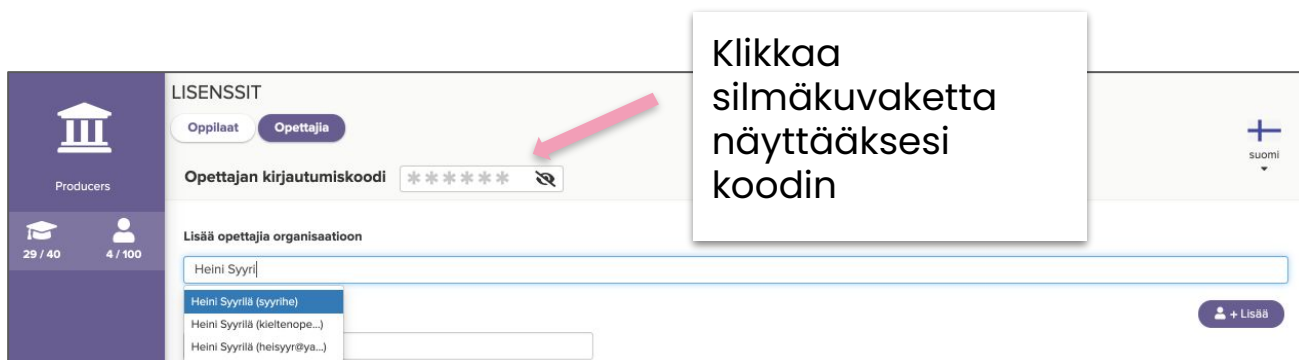 Klikkaa
silmäkuvaketta
näyttääksesi
koodin
LISENSSIT
Oppilaat
Opettajia
suomi
Opettajan kirjautumiskoodi ******
Producers
29 / 40
4 / 100
Lisää opettajia organisaatioon
Heini Syyri
Heini Syyrilä (syyrihe)
Heini Syyrilä (kieltenope...)
Heini Syyrilä (heisyyr@ya...)
+ Lisää